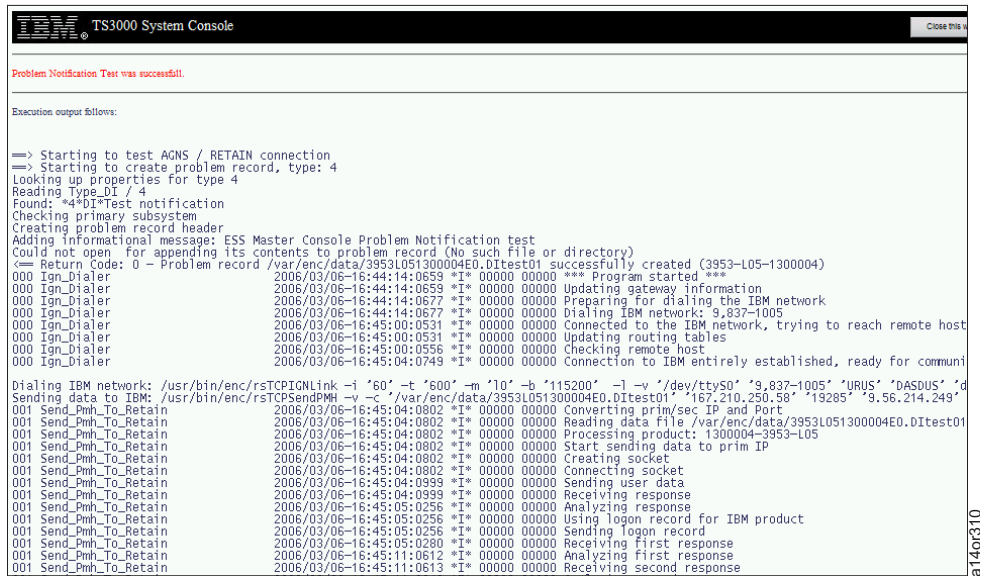 IBM® TS3000 System Console
Close this w
Problem Notification Test was successfull.
Execution output follows:
==> Starting to test AGNS / RETAIN connection
==> Starting to create problem record, type: 4
Looking up properties for type 4
Reading Type_DI / 4
Found: *4*DI*Test notification
Checking primary subsystem
Creating problem record header
Adding informational message: ESS Master Console Problem Notification test
Could not open  for appending its contents to problem record (No such file or directory)
<== Return Code: 0 - Problem record /var/enc/data/3953L051300004E0.DItest01 successfully created (3953-L05-1300004)
000 Ign_Dialer 2006/03/06-16:44:14:0659 *I* 00000 00000 *** Program started ***
000 Ign_Dialer 2006/03/06-16:44:14:0659 *I* 00000 00000 Updating gateway information
000 Ign_Dialer 2006/03/06-16:44:14:0677 *I* 00000 00000 Preparing for dialing the IBM network
000 Ign_Dialer 2006/03/06-16:44:14:0677 *I* 00000 00000 Dialing IBM network: 9,837-1005
000 Ign_Dialer 2006/03/06-16:45:00:0531 *I* 00000 00000 Connected to the IBM network, trying to reach remote host
000 Ign_Dialer 2006/03/06-16:45:00:0531 *I* 00000 00000 Updating routing tables
000 Ign_Dialer 2006/03/06-16:45:00:0556 *I* 00000 00000 Checking remote host
000 Ign_Dialer 2006/03/06-16:45:04:0749 *I* 00000 00000 Connection to IBM entirely established, ready for communi
Dialing IBM network: /usr/bin/enc/rsTCPIGNLink -i '60' -t '600' -m 'l0' -b '115200'  -l -v '/dev/ttyS0' '9,837-1005' 'URUS' 'DASDUS' 'd
Sending data to IBM: /usr/bin/enc/rsTCPSendPMH -v -c '/var/enc/data/3953L051300004E0.DItest01' '167.210.250.58' '19285' '9.56.214.249'
001 Send_Pmh_To_Retain 2006/03/06-16:45:04:0802 *I* 00000 00000 Converting prim/sec IP and Port
001 Send_Pmh_To_Retain 2006/03/06-16:45:04:0802 *I* 00000 00000 Reading data file /var/enc/data/3953L051300004E0.DItest01
001 Send_Pmh_To_Retain 2006/03/06-16:45:04:0802 *I* 00000 00000 Processing product: 1300004-3953-L05
001 Send_Pmh_To_Retain 2006/03/06-16:45:04:0802 *I* 00000 00000 Start sending data to prim IP
001 Send_Pmh_To_Retain 2006/03/06-16:45:04:0802 *I* 00000 00000 Creating socket
001 Send_Pmh_To_Retain 2006/03/06-16:45:04:0802 *I* 00000 00000 Connecting socket
001 Send_Pmh_To_Retain 2006/03/06-16:45:04:0999 *I* 00000 00000 Sending user data
001 Send_Pmh_To_Retain 2006/03/06-16:45:04:0999 *I* 00000 00000 Receiving response
001 Send_Pmh_To_Retain 2006/03/06-16:45:05:0256 *I* 00000 00000 Analyzing response
001 Send_Pmh_To_Retain 2006/03/06-16:45:05:0256 *I* 00000 00000 Using logon record for IBM product
001 Send_Pmh_To_Retain 2006/03/06-16:45:05:0256 *I* 00000 00000 Sending logon record
001 Send_Pmh_To_Retain 2006/03/06-16:45:05:0280 *I* 00000 00000 Receiving first response
001 Send_Pmh_To_Retain 2006/03/06-16:45:11:0612 *I* 00000 00000 Analyzing first response
001 Send_Pmh_To_Retain 2006/03/06-16:45:11:0613 *I* 00000 00000 Receiving second response
a14or310